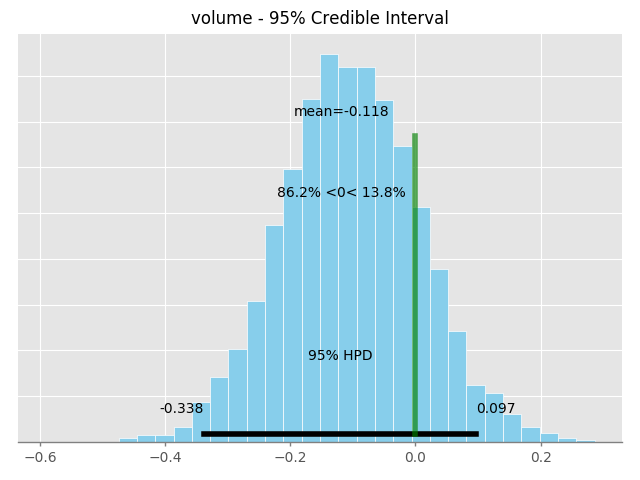 volume - 95% Credible Interval
mean=-0.118
86.2% <0< 13.8%
95% HPD
-0.338
0.097
−0.6
−0.4
−0.2
0.0
0.2